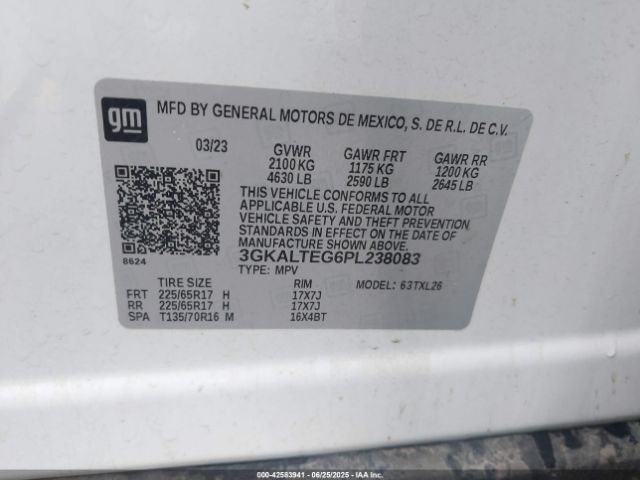 gm
MFD BY GENERAL MOTORS DE MEXICO, S. DE R.L. DE C.V.
03/23 GVWR GAWR FRT GAWR RR
2100 KG 1175 KG 1200 KG
4630 LB 2590 LB 2645 LB
THIS VEHICLE CONFORMS TO ALL
APPLICABLE U.S. FEDERAL MOTOR
VEHICLE SAFETY AND THEFT PREVENTION
STANDARDS IN EFFECT ON THE DATE OF
MANUFACTURE SHOWN ABOVE.
8624
3GKALTEG6PL238083
TYPE: MPV MODEL: 63TXL26
TIRE SIZE RIM
FRT 225/65R17 H 17X7J
RR 225/65R17 H 17X7J
SPA T135/70R16 M 16X4BT
000-42583941 - 06/25/2025 - IAAI.COM